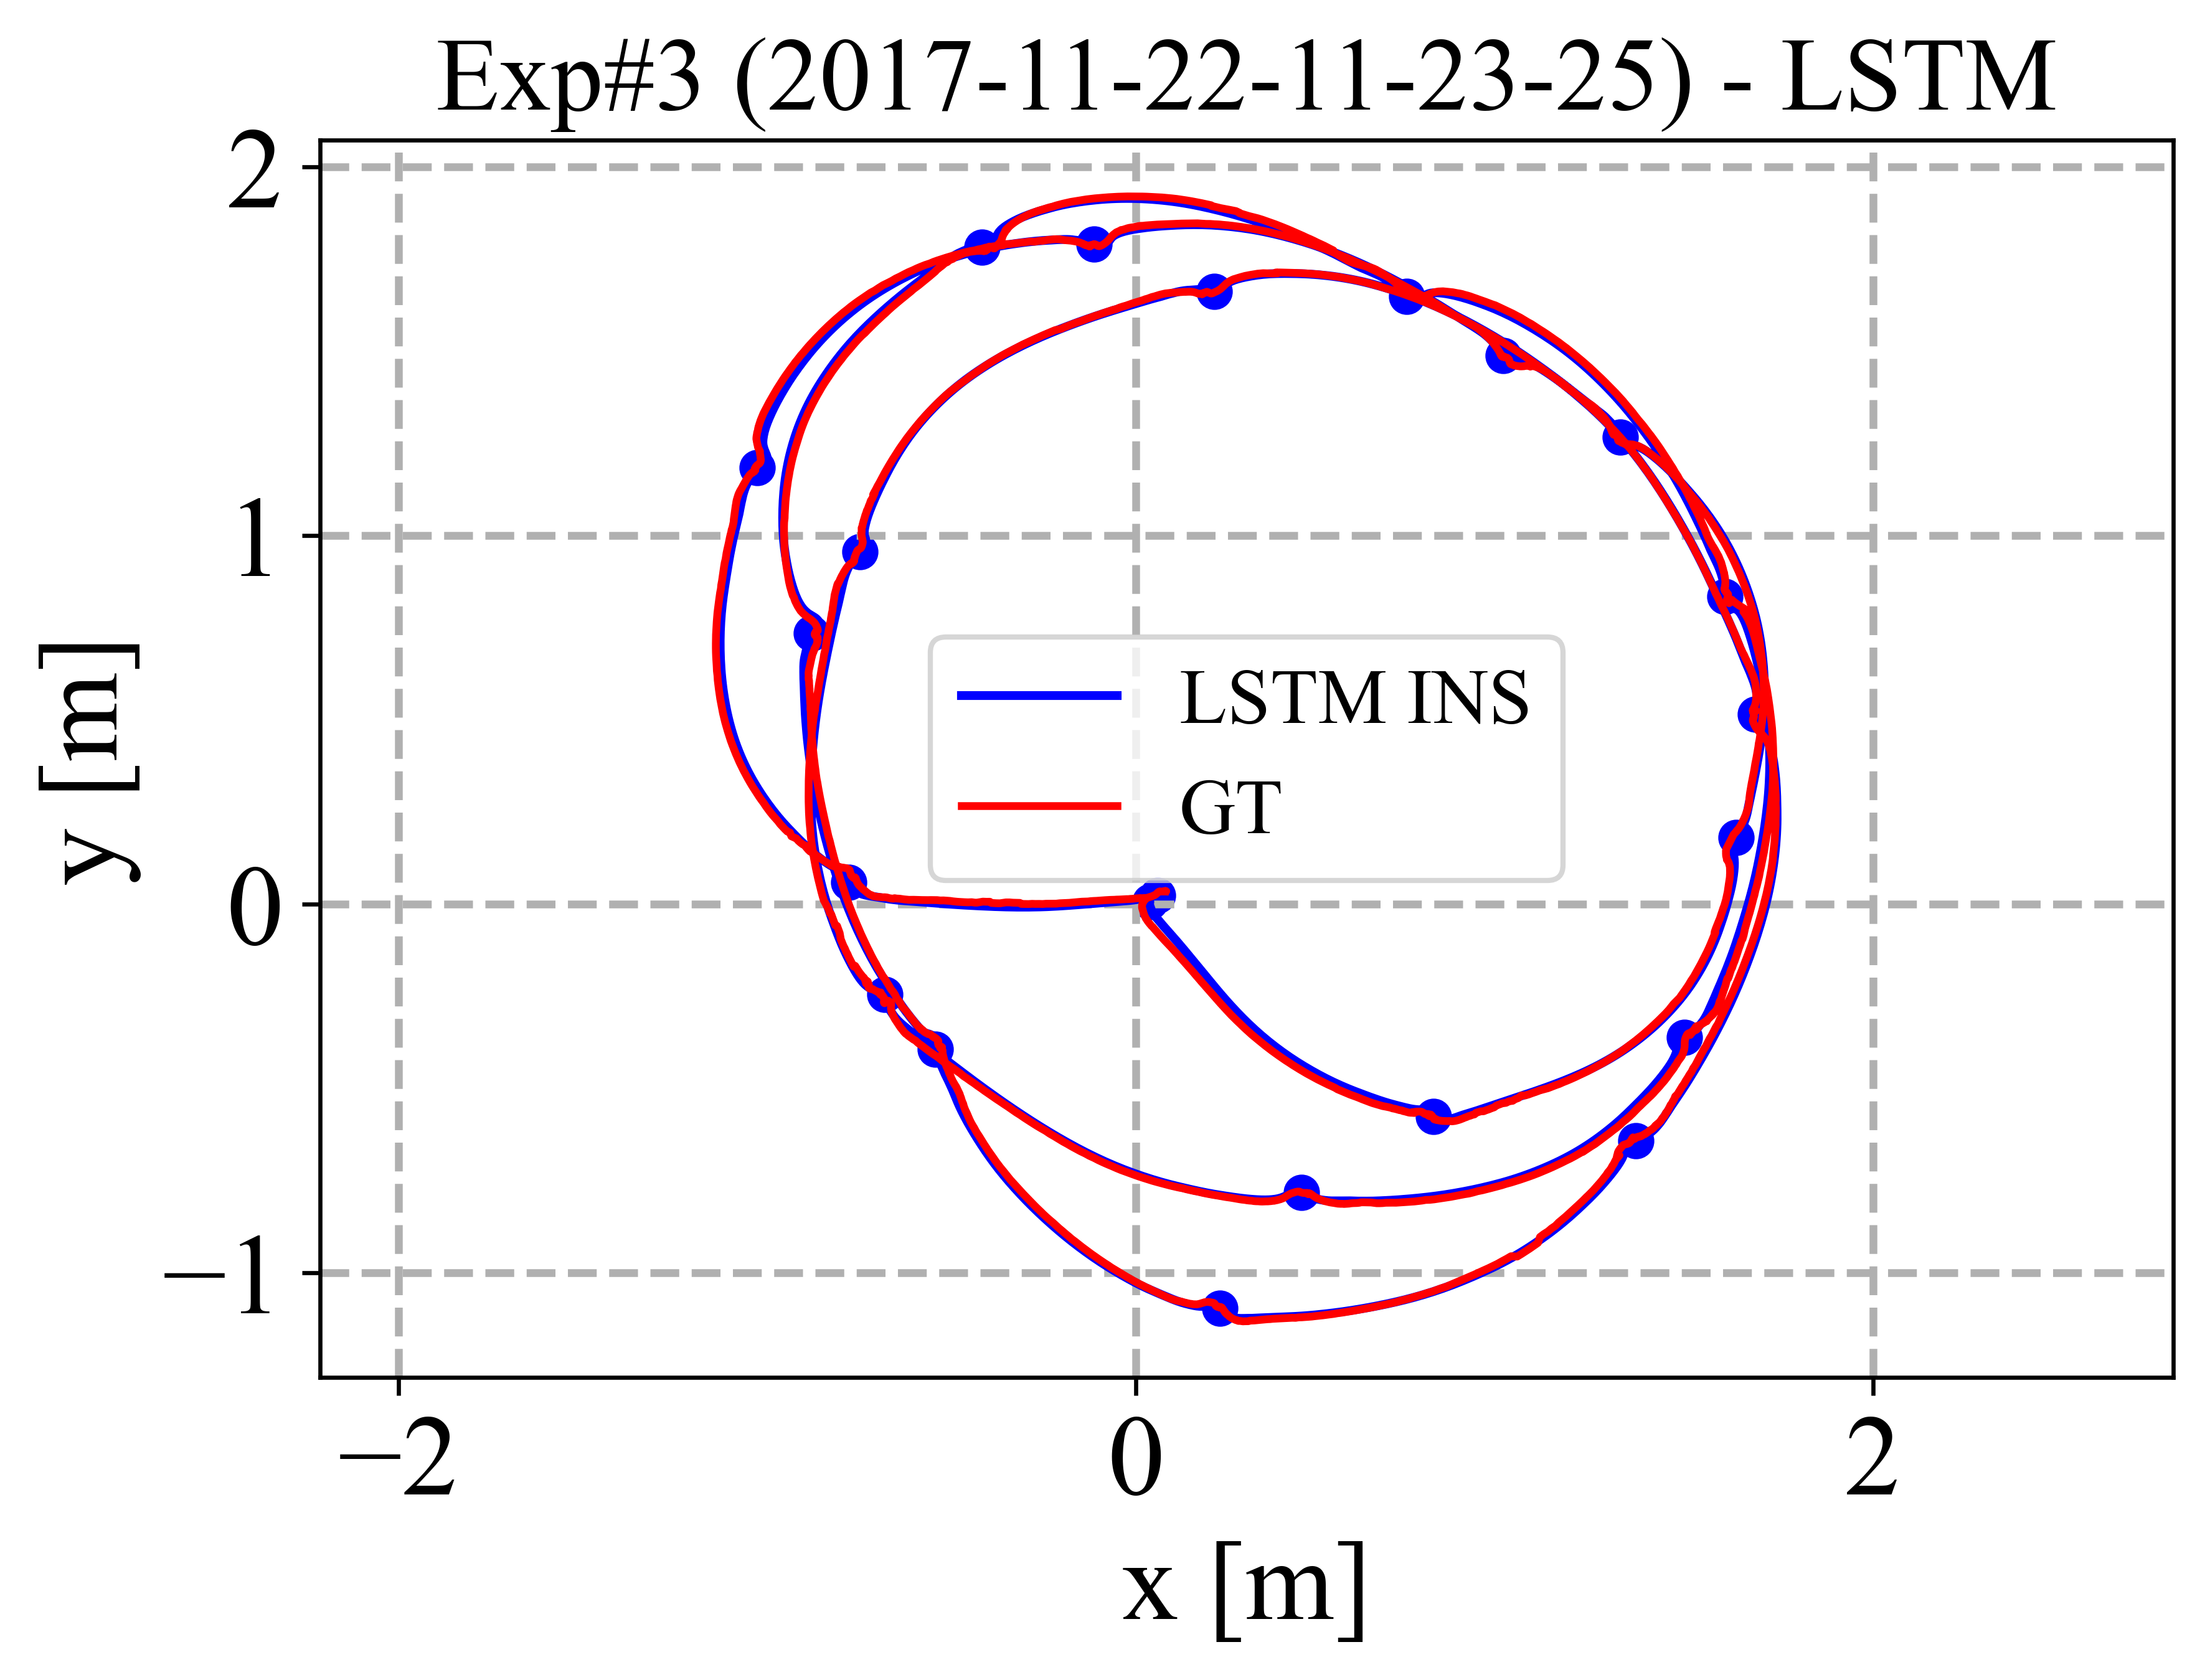 Exp#3 (2017-11-22-11-23-25) - LSTM
2
1
0
−1
y [m]
LSTM INS
GT
−2 0 2
x [m]